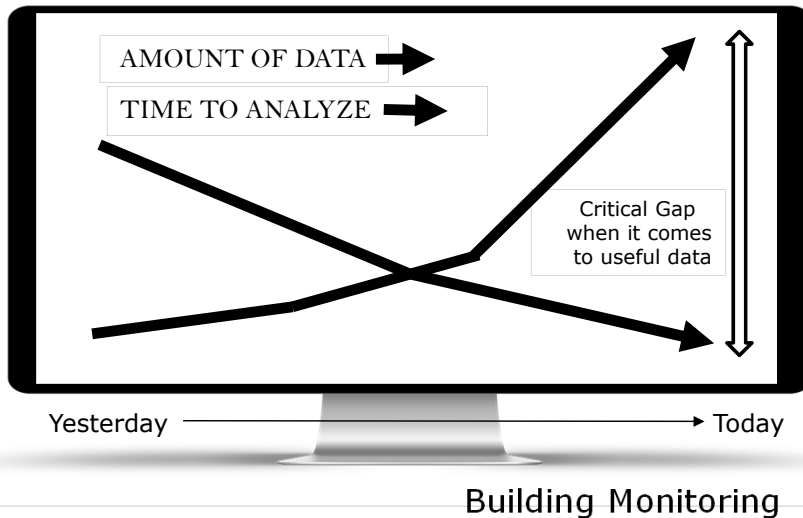 AMOUNT OF DATA
TIME TO ANALYZE
Critical Gap
when it comes
to useful data
Yesterday
Today
Building Monitoring